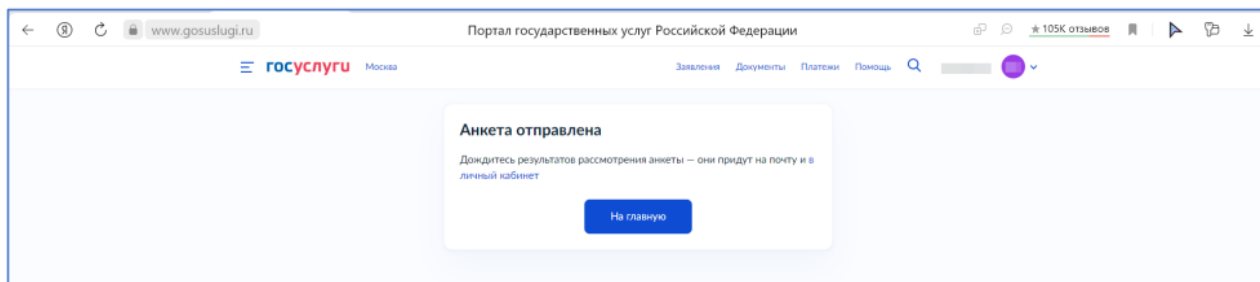 www.gosuslugi.ru Портал государственных услуг Российской Федерации ★ 105K отзывов
госуслуги Москва Заявления Документы Платежи Помощь
Анкета отправлена
Дождитесь результатов рассмотрения анкеты — они придут на почту и в
личный кабинет
На главную